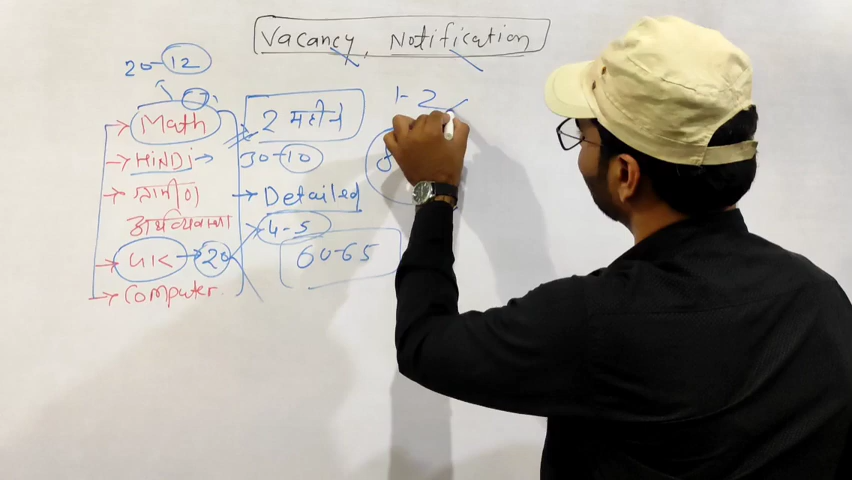 Vacancy, Notification
20-12
1-2
Math
2 महीने
HINDI
30-10
ग्रामीण
Detailed
अर्थव्यवस्था
4-5
GK
20
60-65
Computer